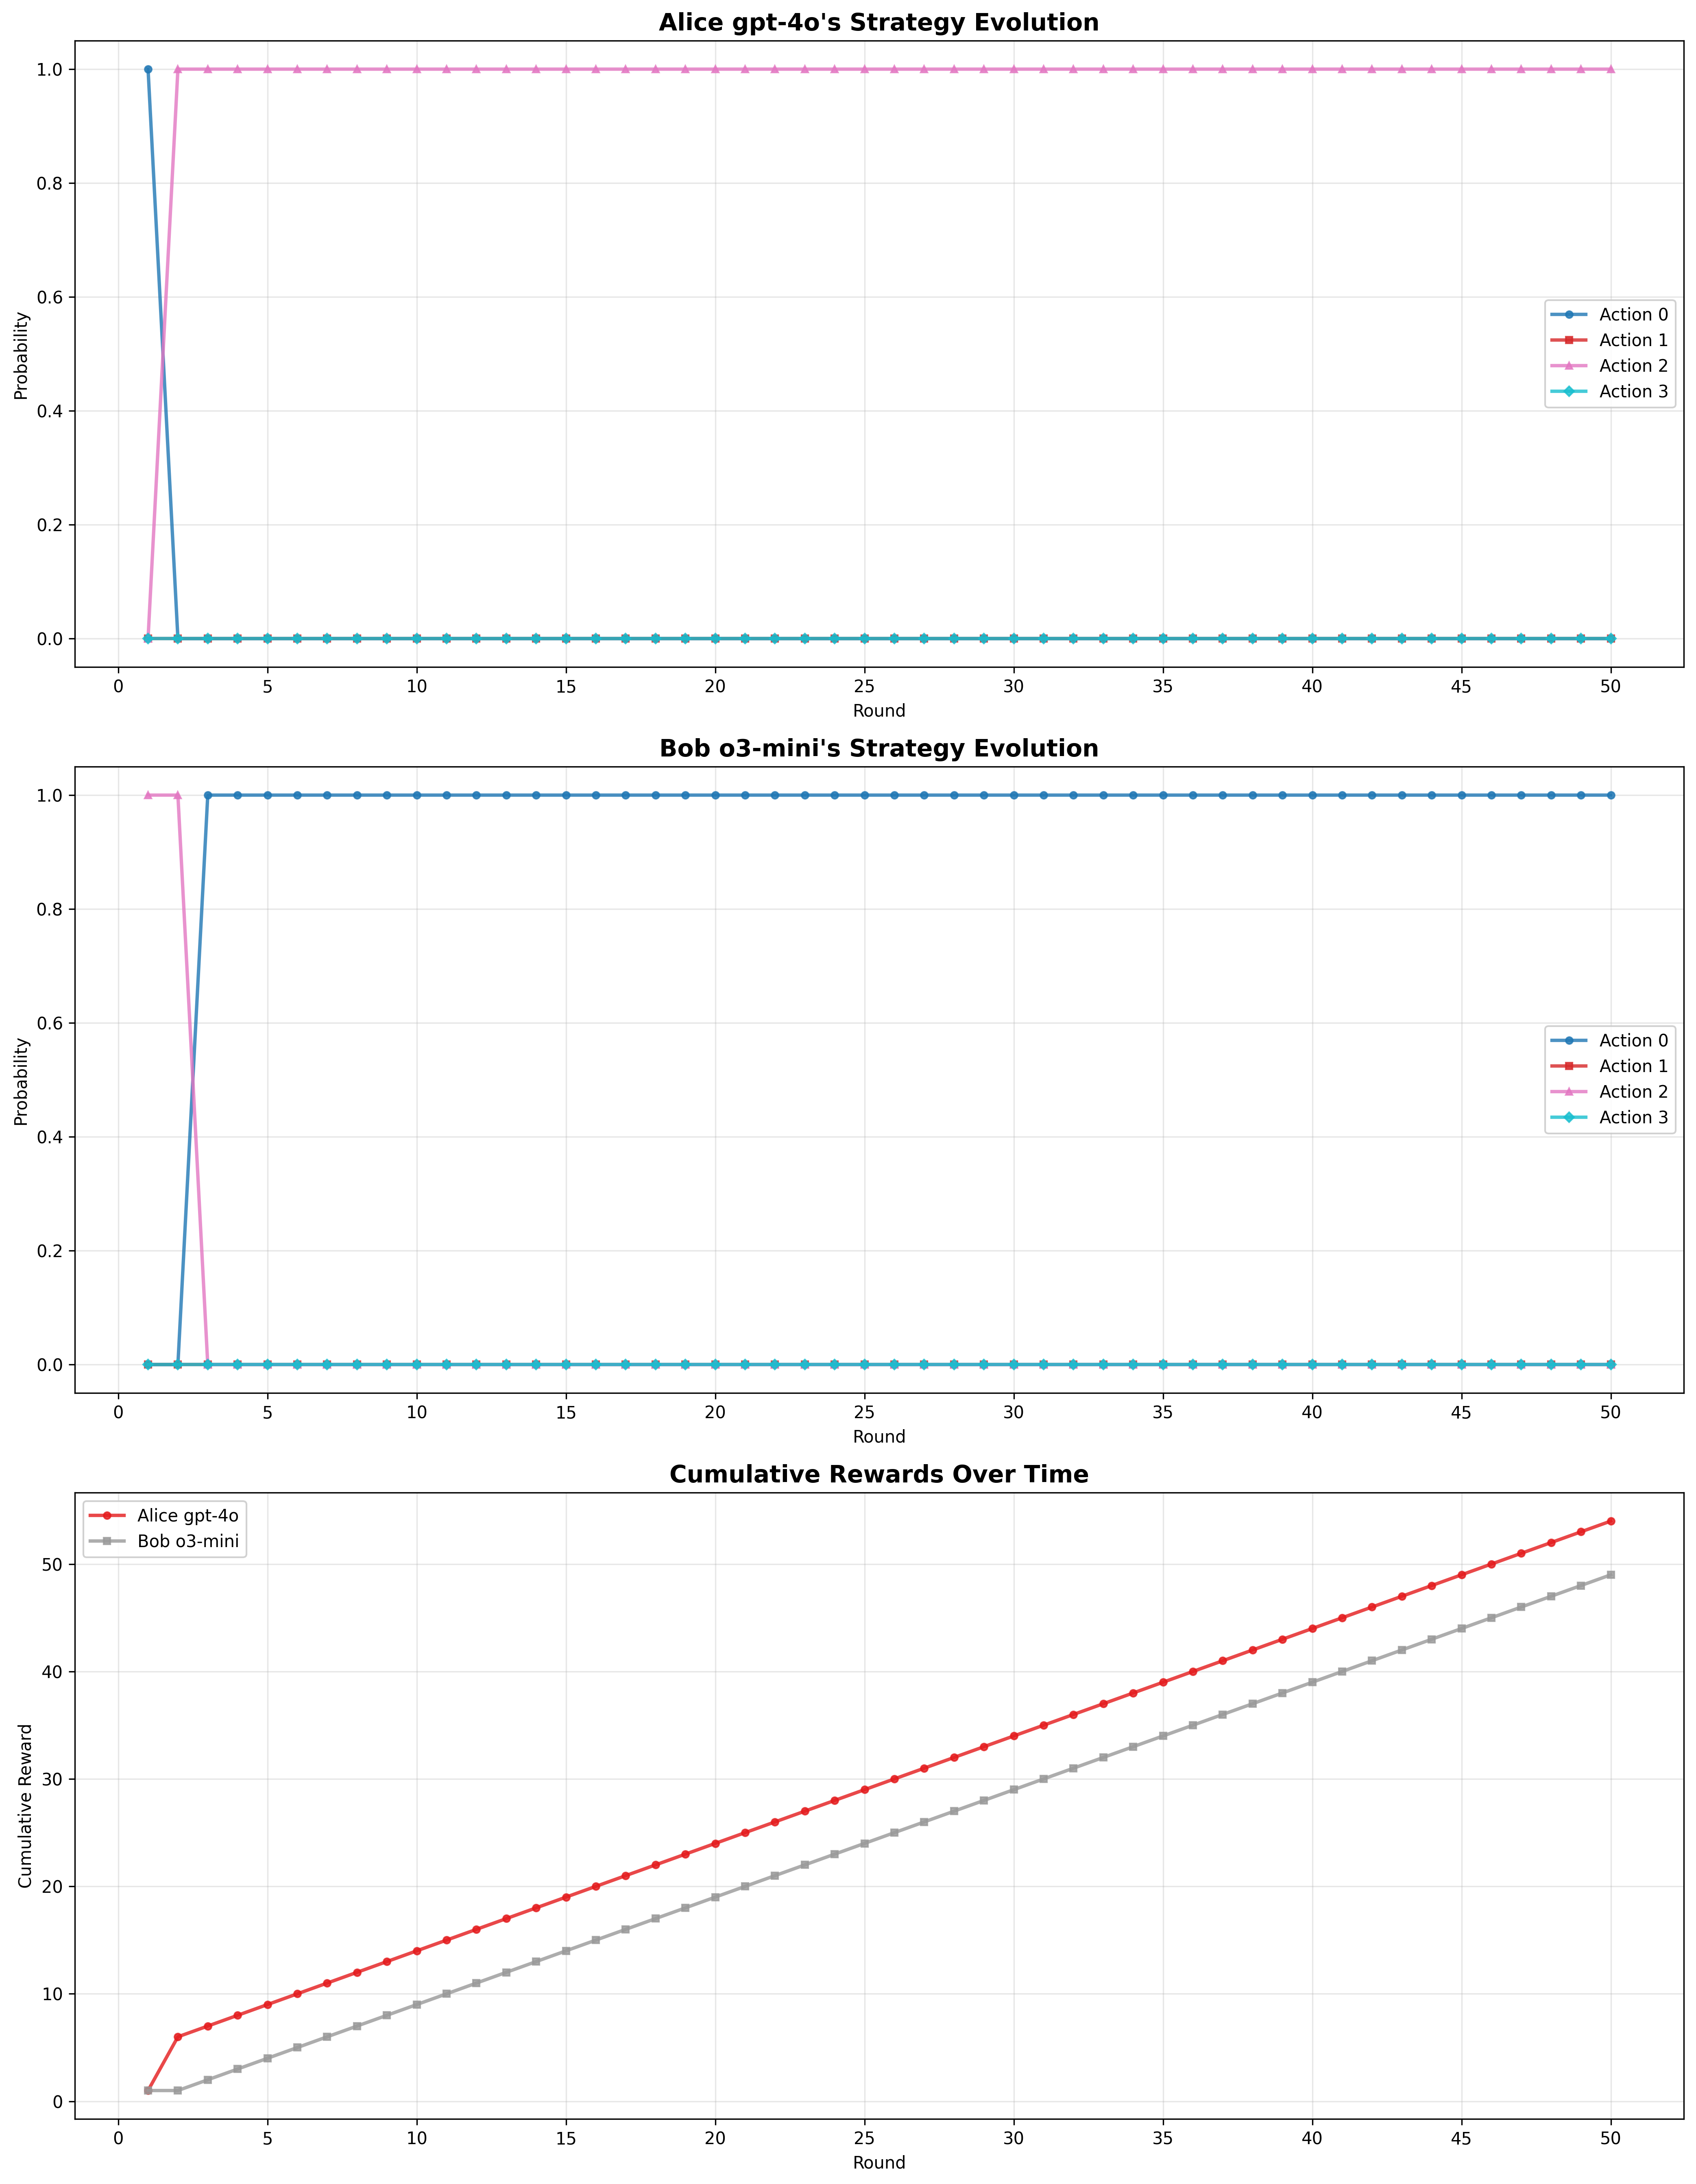 Alice gpt-4o's Strategy Evolution
1.0
0.8
0.6
0.4
0.2
0.0
Probability
Action 0
Action 1
Action 2
Action 3
0 5 10 15 20 25 30 35 40 45 50
Round
Bob o3-mini's Strategy Evolution
1.0
0.8
0.6
0.4
0.2
0.0
Probability
Action 0
Action 1
Action 2
Action 3
0 5 10 15 20 25 30 35 40 45 50
Round
Cumulative Rewards Over Time
Alice gpt-4o
Bob o3-mini
50
40
30
20
10
0
Cumulative Reward
0 5 10 15 20 25 30 35 40 45 50
Round